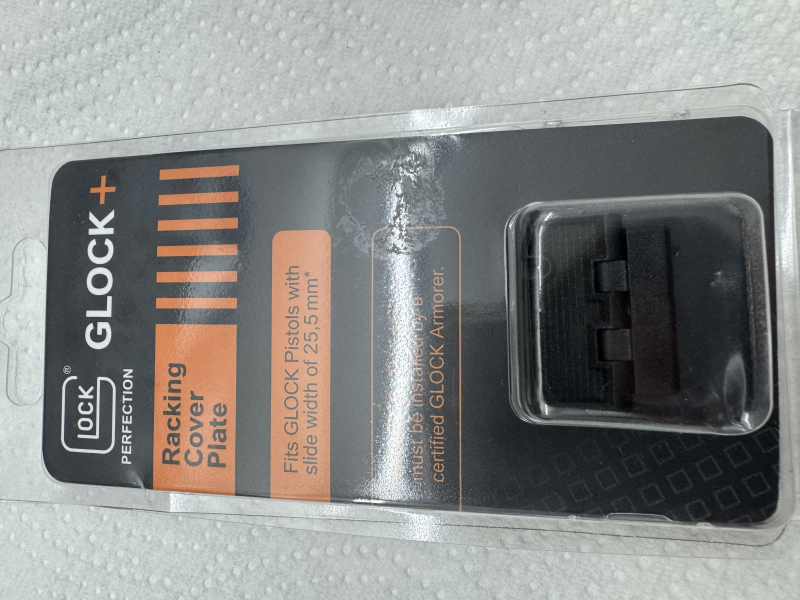 GLOCK
®
PERFECTION
GLOCK+
Racking
Cover
Plate
Fits GLOCK Pistols with
slide width of 25,5 mm*
must be installed by a
certified GLOCK Armorer.